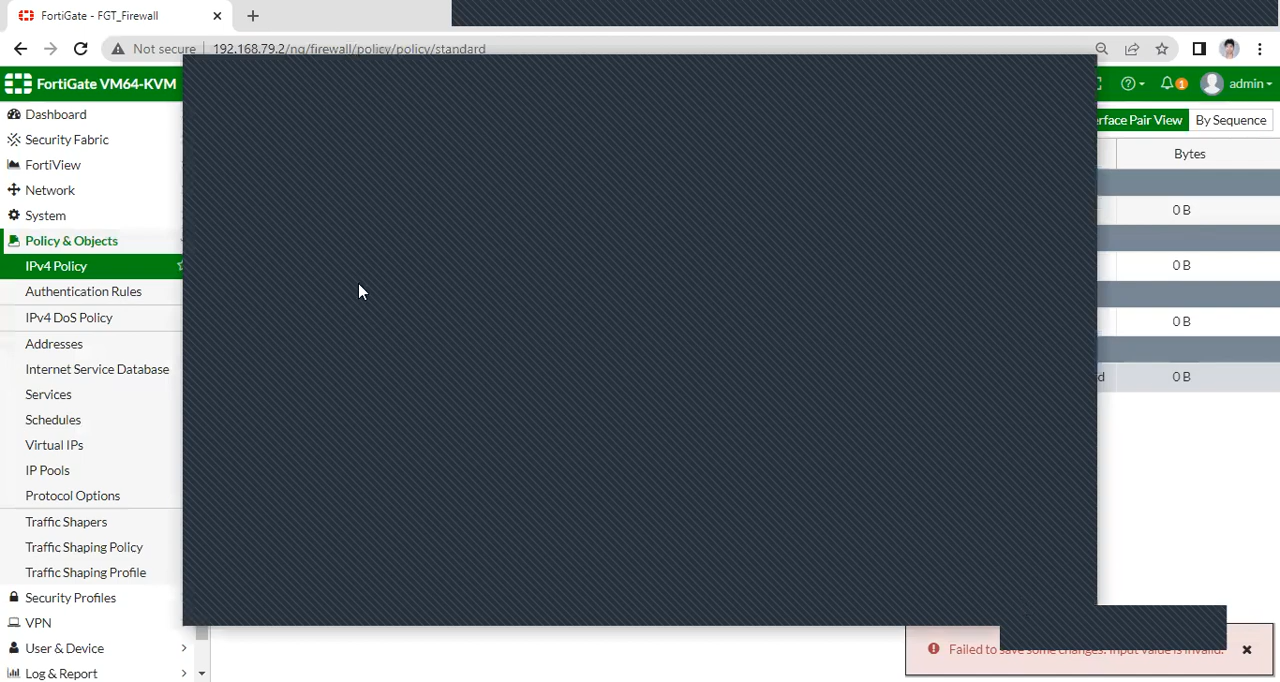 FortiGate - FGT_Firewall
Not secure 192.168.79.2/ng/firewall/policy/policy/standard
FortiGate VM64-KVM
1
admin
Dashboard
Security Fabric
FortiView
Network
System
Policy & Objects
IPv4 Policy
Authentication Rules
IPv4 DoS Policy
Addresses
Internet Service Database
Services
Schedules
Virtual IPs
IP Pools
Protocol Options
Traffic Shapers
Traffic Shaping Policy
Traffic Shaping Profile
Security Profiles
VPN
User & Device
Log & Report
erface Pair View By Sequence
Bytes
0 B
0 B
0 B
d 0 B
Failed to save some changes. Input value is invalid.